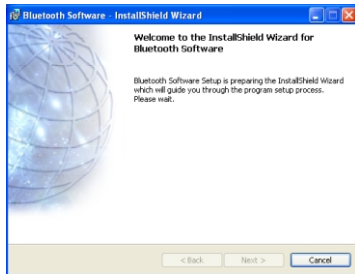 Bluetooth Software - InstallShield Wizard
Welcome to the InstallShield Wizard for
Bluetooth Software
Bluetooth Software Setup is preparing the InstallShield Wizard
which will guide you through the program setup process.
Please wait.
< Back
Next >
Cancel